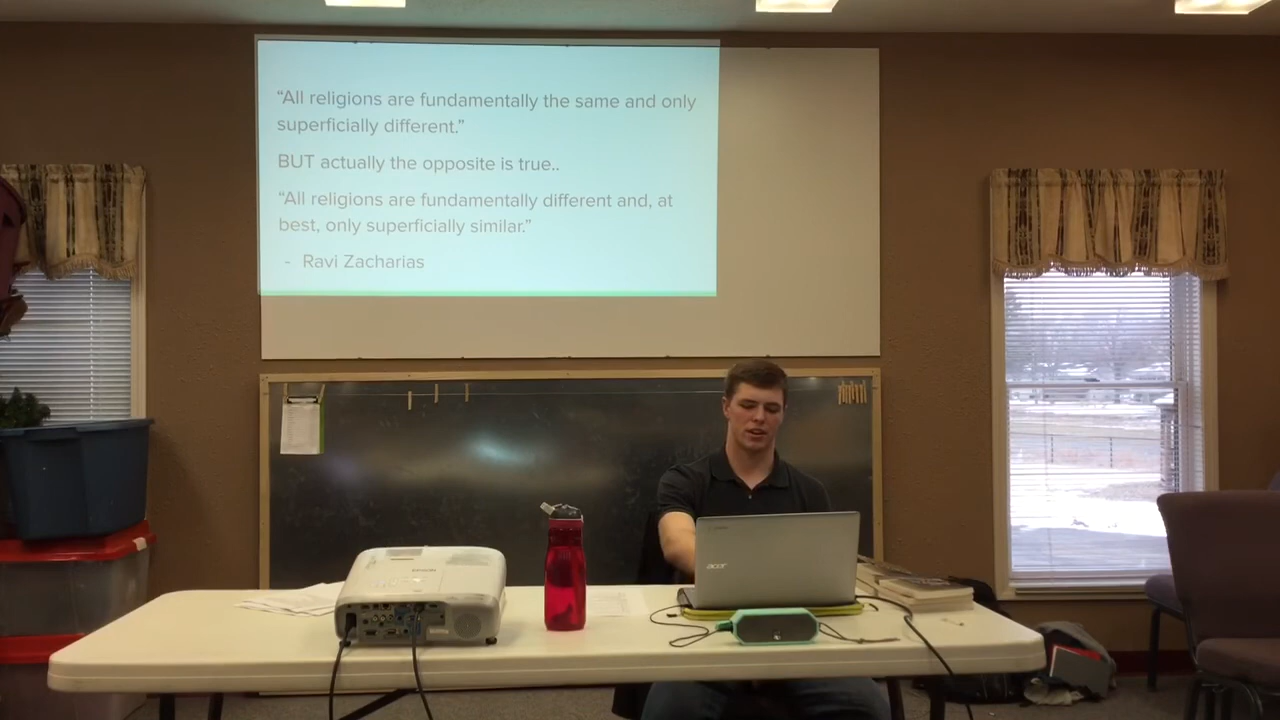 “All religions are fundamentally the same and only
superficially different.”
BUT actually the opposite is true..
“All religions are fundamentally different and, at
best, only superficially similar.”
- Ravi Zacharias
acer